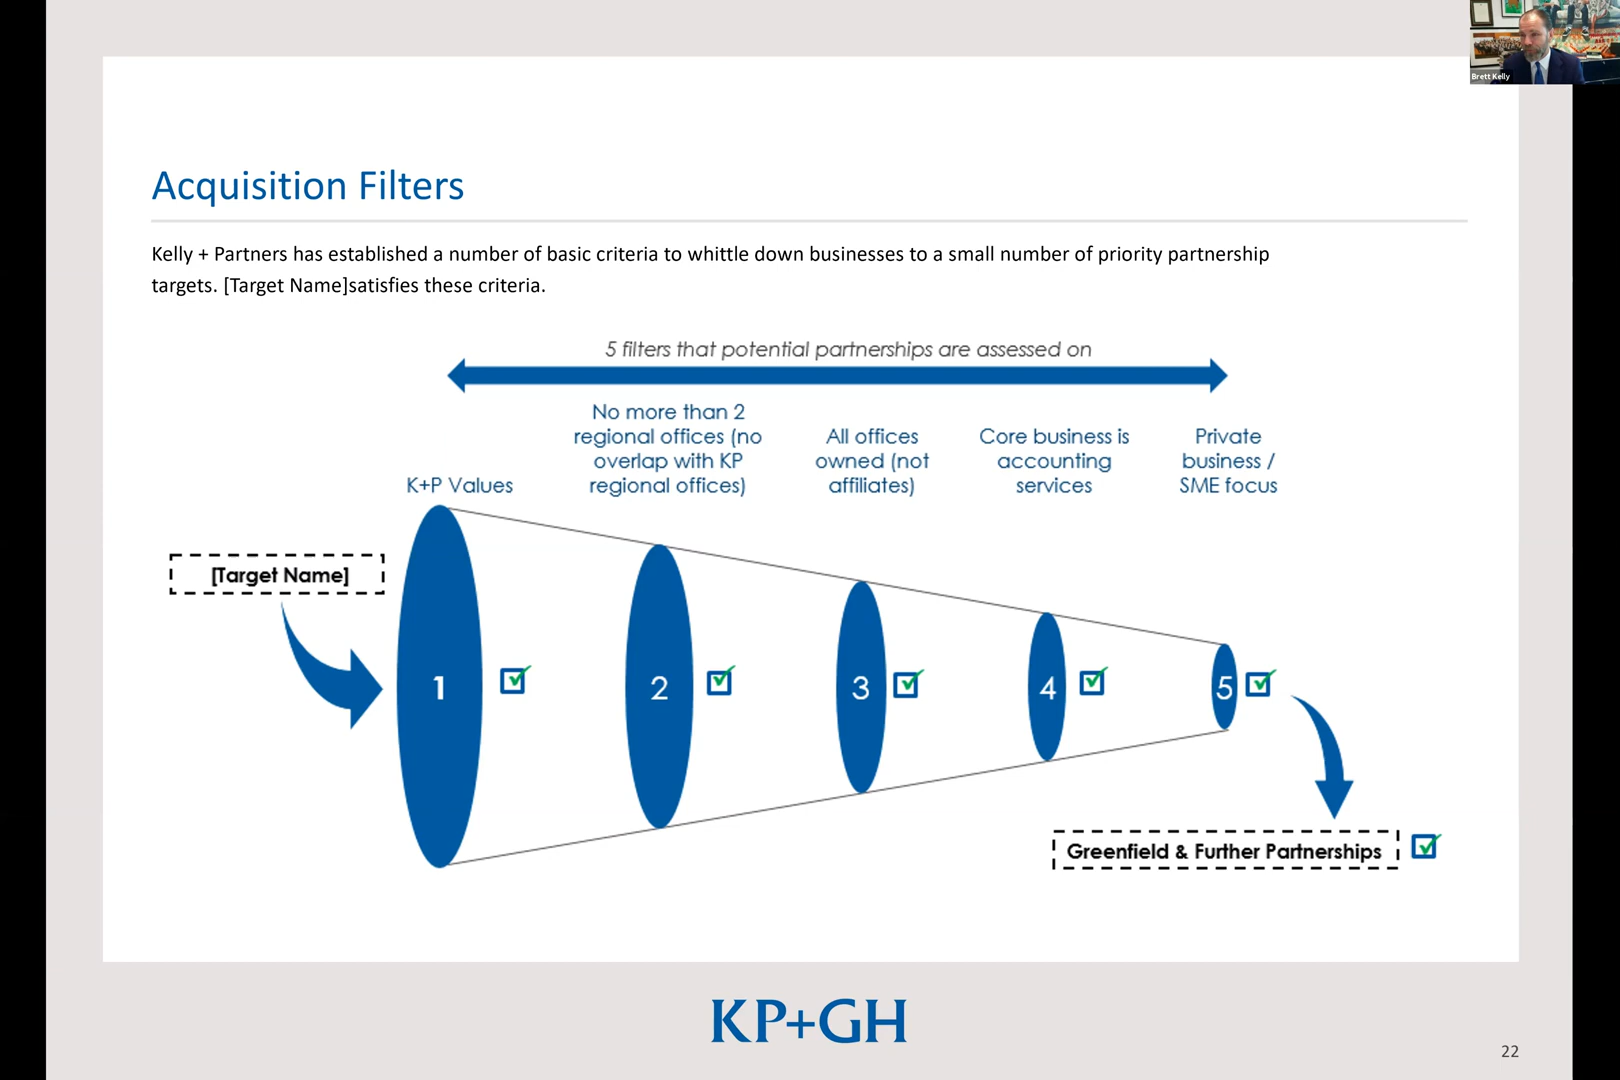 Brett Kelly
Acquisition Filters
Kelly + Partners has established a number of basic criteria to whittle down businesses to a small number of priority partnership
targets. [Target Name]satisfies these criteria.
5 filters that potential partnerships are assessed on
K+P Values
No more than 2
regional offices (no
overlap with KP
regional offices)
All offices
owned (not
affiliates)
Core business is
accounting
services
Private
business /
SME focus
[Target Name]
1
2
3
4
5
Greenfield & Further Partnerships
KP+GH
22